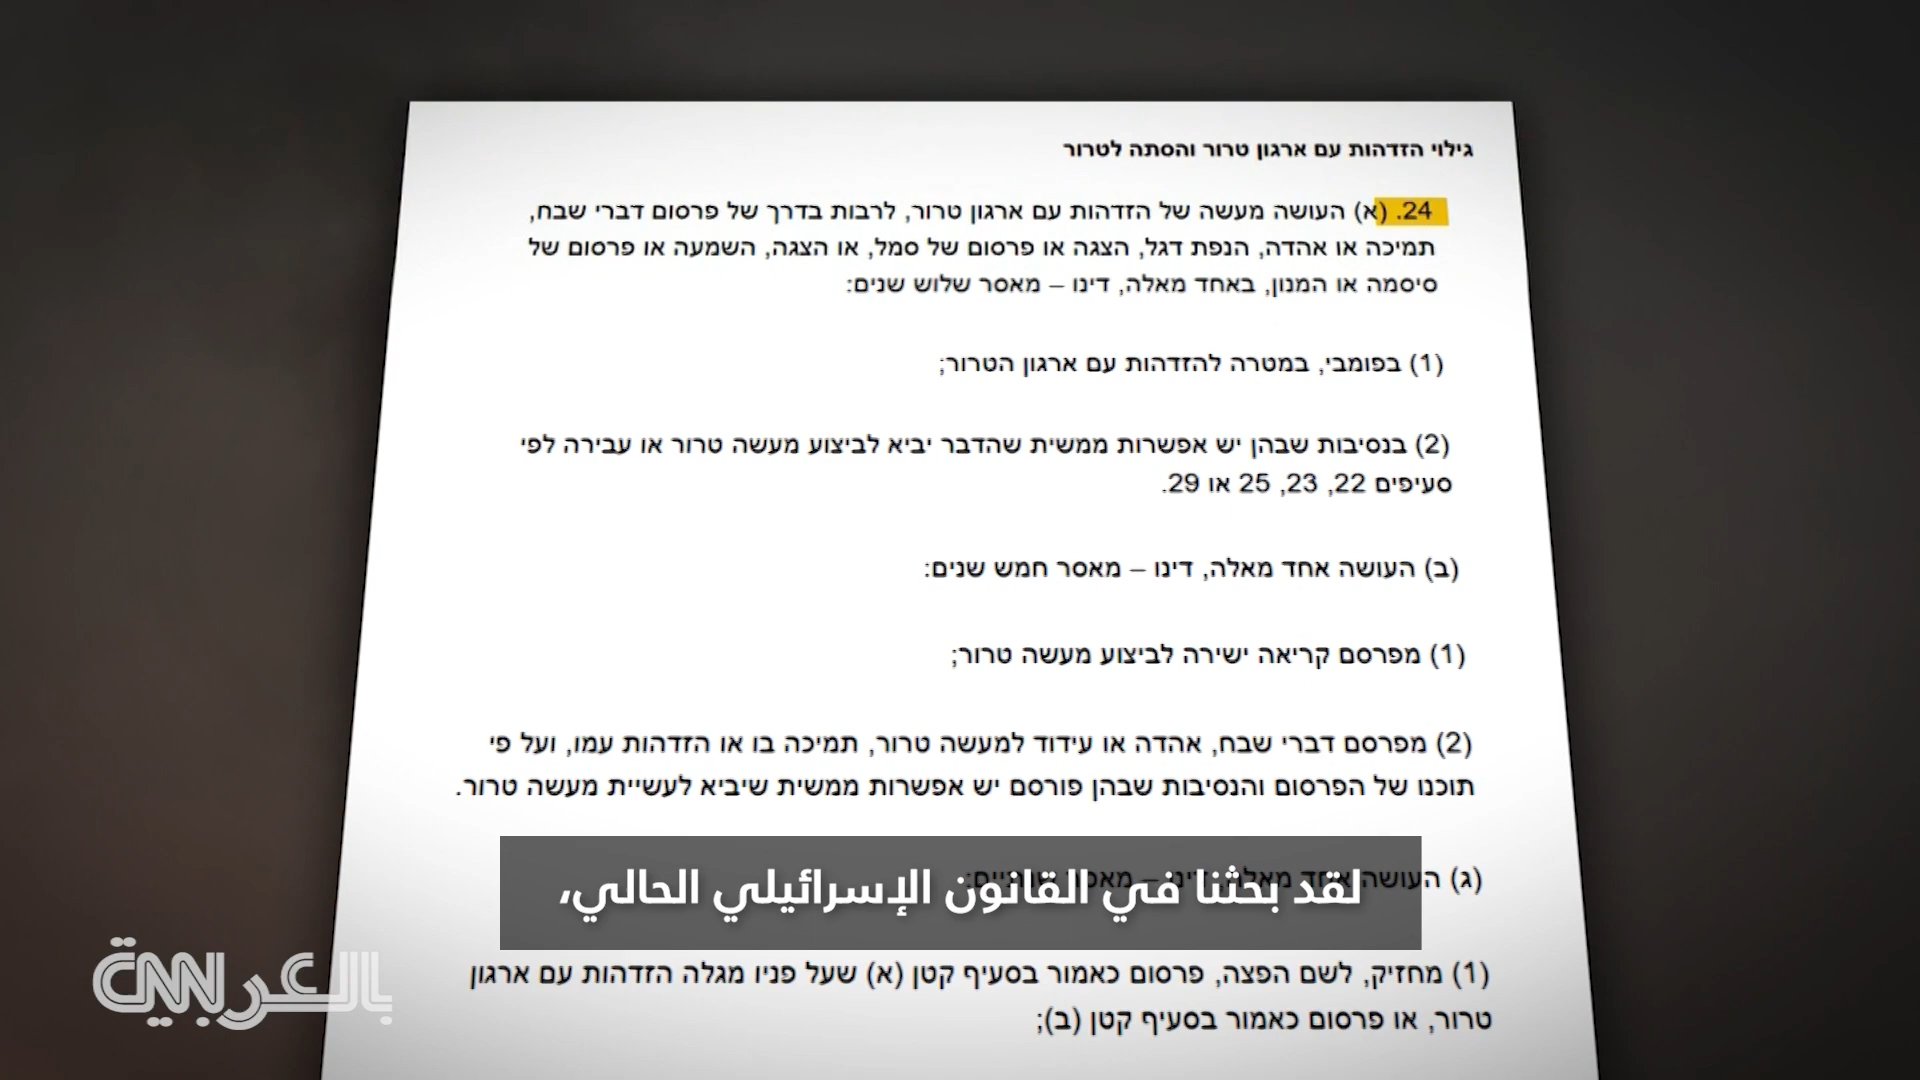 גילוי הזדהות עם ארגון טרור והסתה לטרור
24. (א) העושה מעשה של הזדהות עם ארגון טרור, לרבות בדרך של פרסום דברי שבח,
תמיכה או אהדה, הנפת דגל, הצגה או פרסום של סמל, או הצגה, השמעה או פרסום של
סיסמה או המנון, באחד מאלה, דינו – מאסר שלוש שנים:
(1) בפומבי, במטרה להזדהות עם ארגון הטרור;
(2) בנסיבות שבהן יש אפשרות ממשית שהדבר יביא לביצוע מעשה טרור או עבירה לפי
סעיפים 22, 23, 25 או 29.
(ב) העושה אחד מאלה, דינו – מאסר חמש שנים:
(1) מפרסם קריאה ישירה לביצוע מעשה טרור;
(2) מפרסם דברי שבח, אהדה או עידוד למעשה טרור, תמיכה בו או הזדהות עמו, ועל פי
תוכנו של הפרסום והנסיבות שבהן פורסם יש אפשרות ממשית שיביא לעשיית מעשה טרור.
(ג) העושה אחד מאלה, דינו – מאסר שנתיים:
لقد بحثنا في القانون الإسرائيلي الحالي،
(1) מחזיק, לשם הפצה, פרסום כאמור בסעיף קטן (א) שעל פניו מגלה הזדהות עם ארגון
טרור, או פרסום כאמור בסעיף קטן (ב);
CNN بالعربية